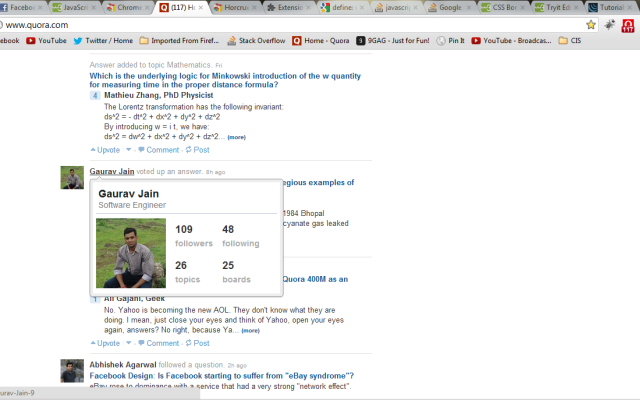 Facebo
JavaScri
Chrome
(117) H
Horcrux
Extensio
define
javascri
Google
CSS Bo
Tryit Ed
Tutorial
www.quora.com
117
ebook
YouTube
Twitter / Home
Imported From Firef...
Stack Overflow
Home - Quora
9GAG - Just for Fun!
Pin It
YouTube - Broadcas...
CIS
Answer added to topic Mathematics. Fri
Which is the underlying logic for Minkowski introduction of the w quantity
for measuring time in the proper distance formula?
4 Mathieu Zhang, PhD Physicist
The Lorentz transformation has the following invariant:
ds^2 = - dt^2 + dx^2 + dy^2 + dz^2
By introducing w = i t, we have:
ds^2 = dw^2 + dx^2 + dy^2 + dz^2... (more)
Upvote · Comment · Post
Gaurav Jain voted up an answer. 8h ago
egious examples of
Gaurav Jain
Software Engineer
109 48
followers following
26 25
topics boards
1984 Bhopal
cyanate gas leaked
Quora 400M as an
1 Ali Gajani, Geek
No. Yahoo is becoming the new AOL. They don't know what they are
doing. I mean, just close your eyes and think of Yahoo, open your eyes
again, answers? No right, because Ya... (more)
Upvote · Comment · Post
Abhishek Agarwal followed a question. 2h ago
Facebook Design: Is Facebook starting to suffer from "eBay syndrome"?
eBay rose to dominance with a service that had a very strong "network effect".
urav-Jain-9